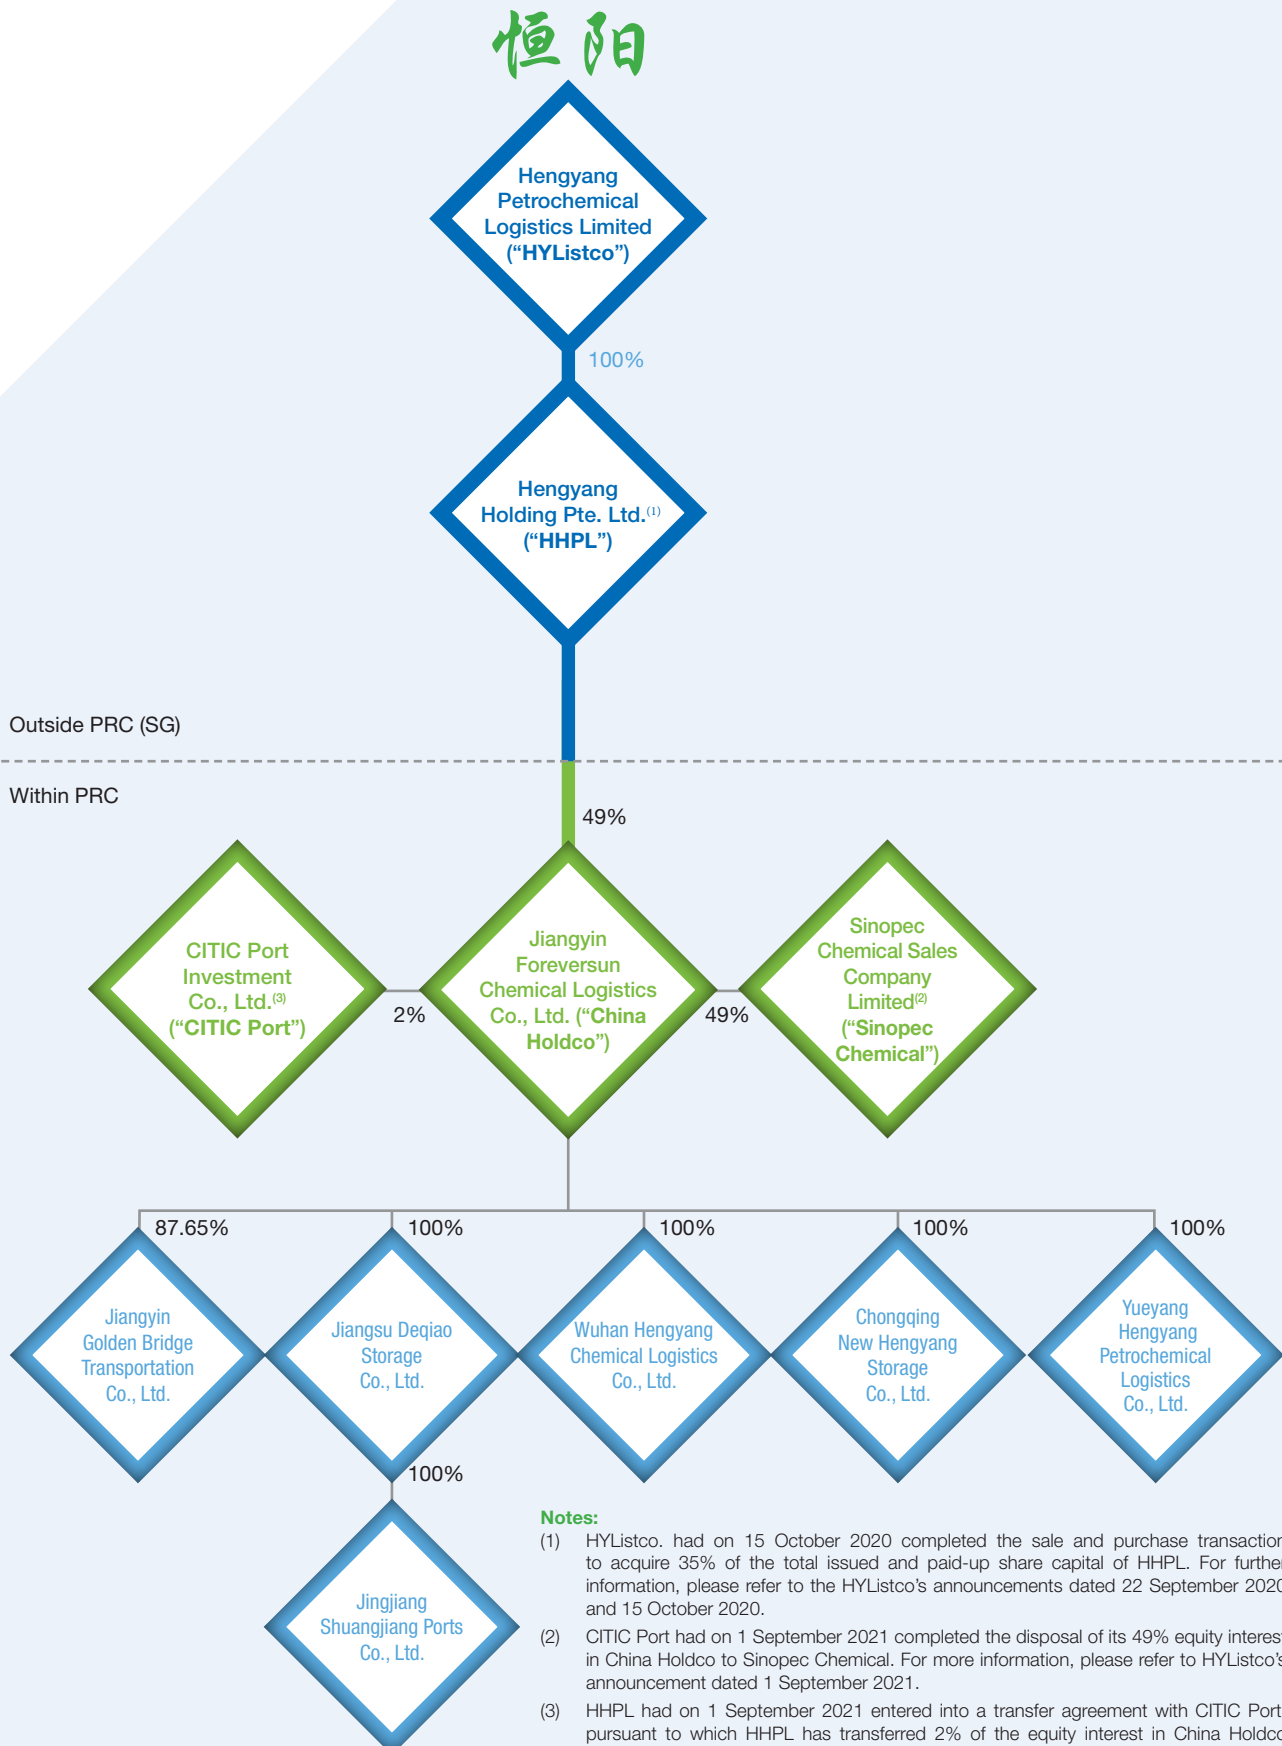 恒阳
Hengyang
Petrochemical
Logistics Limited
(“HYListco”)
100%
Hengyang
Holding Pte. Ltd.(1)
(“HHPL”)
Outside PRC (SG)
Within PRC
49%
CITIC Port
Investment
Co., Ltd.(3)
(“CITIC Port”)
2%
Jiangyin
Foreversun
Chemical Logistics
Co., Ltd. (“China
Holdco”)
49%
Sinopec
Chemical Sales
Company
Limited(2)
(“Sinopec
Chemical”)
87.65%
100%
100%
100%
100%
Jiangyin
Golden Bridge
Transportation
Co., Ltd.
Jiangsu Deqiao
Storage
Co., Ltd.
Wuhan Hengyang
Chemical Logistics
Co., Ltd.
Chongqing
New Hengyang
Storage
Co., Ltd.
Yueyang
Hengyang
Petrochemical
Logistics
Co., Ltd.
100%
Jingjiang
Shuangjiang Ports
Co., Ltd.
Notes:
(1) HYListco. had on 15 October 2020 completed the sale and purchase transaction
to acquire 35% of the total issued and paid-up share capital of HHPL. For further
information, please refer to the HYListco’s announcements dated 22 September 2020
and 15 October 2020.
(2) CITIC Port had on 1 September 2021 completed the disposal of its 49% equity interest
in China Holdco to Sinopec Chemical. For more information, please refer to HYListco’s
announcement dated 1 September 2021.
(3) HHPL had on 1 September 2021 entered into a transfer agreement with CITIC Port
pursuant to which HHPL has transferred 2% of the equity interest in China Holdco